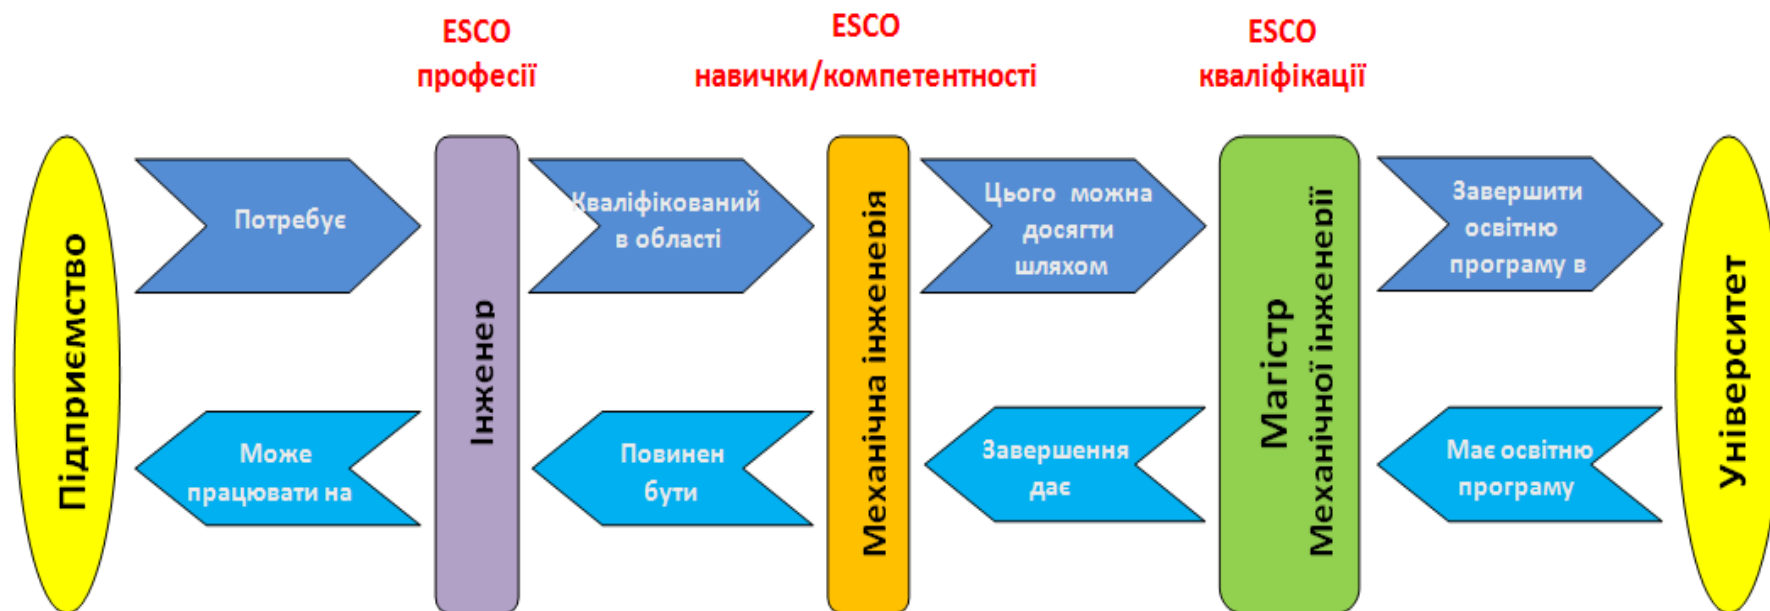 ESCO
професії
ESCO
навички/компетентності
ESCO
кваліфікації
Підприємство
Потребує
Інженер
Кваліфікований
в області
Механічна інженерія
Цього можна
досягти
шляхом
Магістр
Механічної інженерії
Завершити
освітню
програму в
Університет
Може
працювати на
Повинен
бути
Завершення
дає
Має освітню
програму